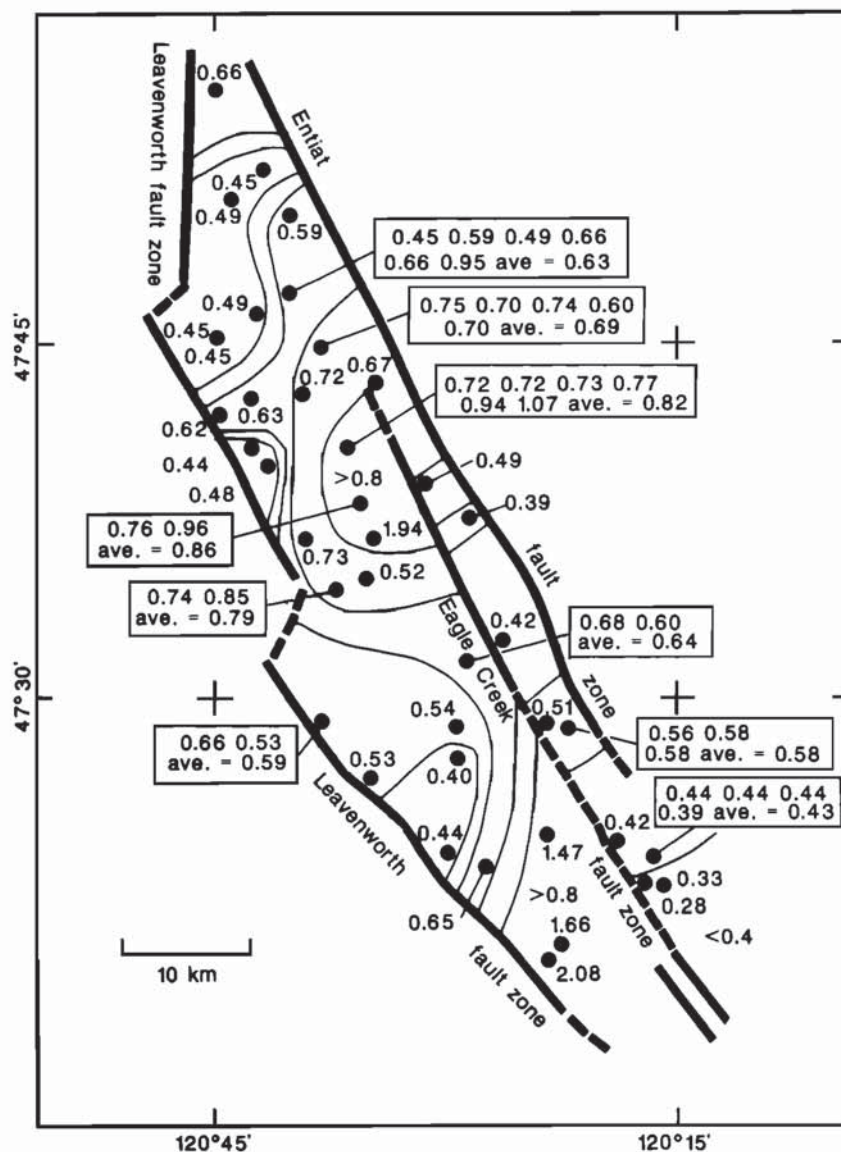 Leavenworth fault zone
0.66
Entiat
0.45
0.49
0.59
0.45 0.59 0.49 0.66
0.66 0.95 ave = 0.63
0.49
0.75 0.70 0.74 0.60
0.70 ave. = 0.69
47°45'
0.45
0.45
0.72
0.67
0.72 0.72 0.73 0.77
0.94 1.07 ave = 0.82
0.63
0.62
0.44
0.48
>0.8
0.49
0.39
0.76 0.96
ave. = 0.86
0.73
1.94
0.52
fault
0.74 0.85
ave. = 0.79
Eagle
Creek
0.42
0.68 0.60
ave. = 0.64
zone
47°30'
0.51
0.54
0.56 0.58
0.58 ave. = 0.58
0.66 0.53
ave. = 0.59
0.53
0.40
Leavenworth
0.44
0.44 0.44 0.44
0.39 ave = 0.43
0.42
1.47
fault zone
0.33
0.28
0.65
>0.8
<0.4
10 km
1.66
2.08
fault zone
120°45'
120°15'